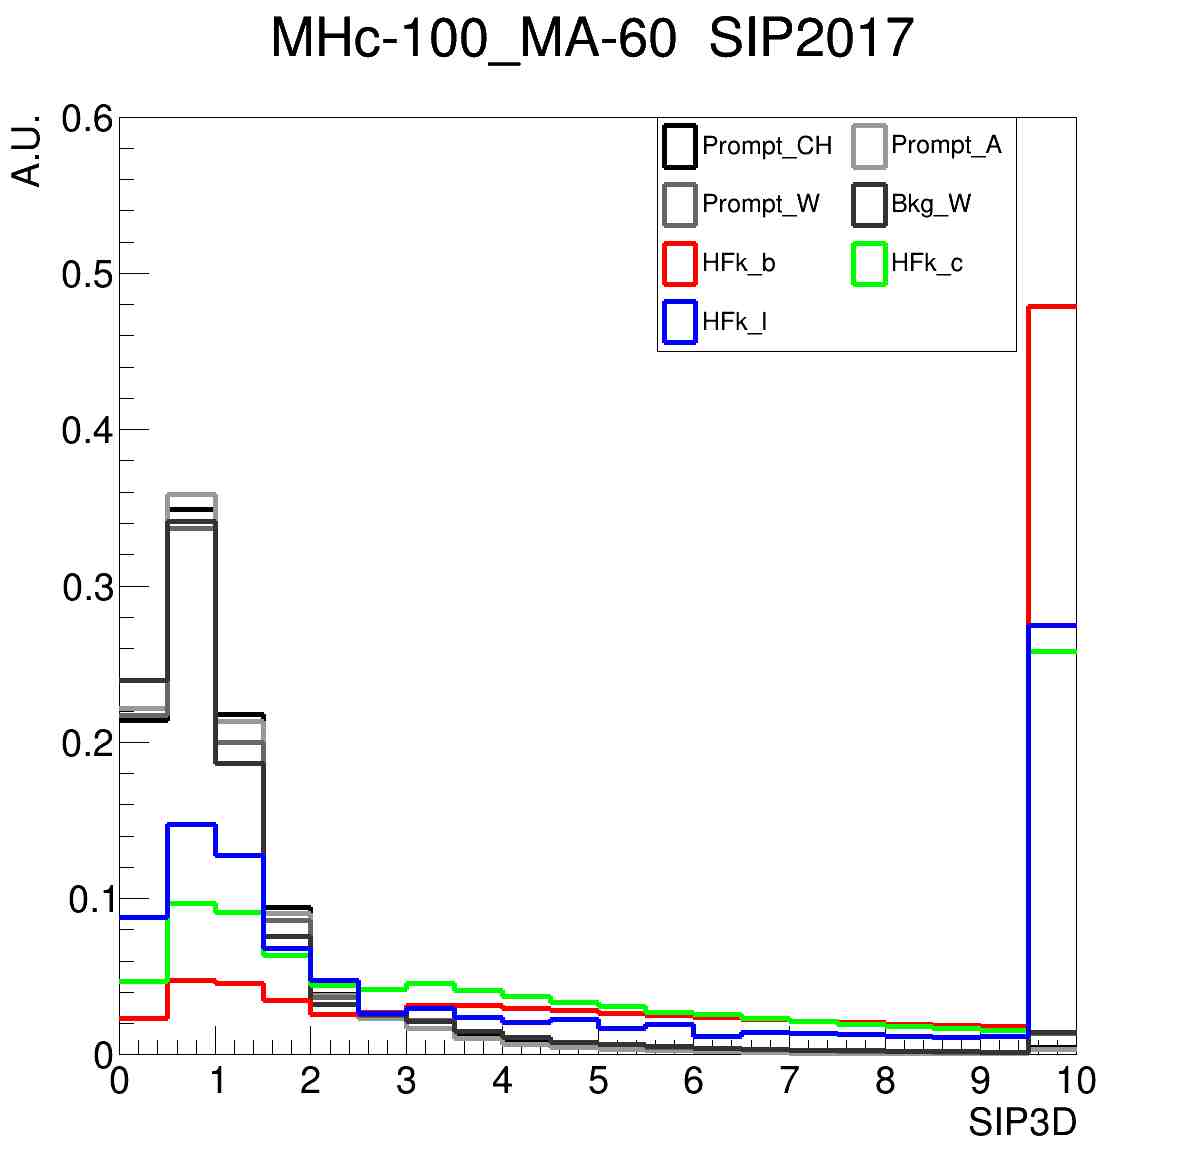 MHc-100_MA-60 SIP2017
A.U.
0.6
0.5
0.4
0.3
0.2
0.1
0
Prompt_CH Prompt_A
Prompt_W Bkg_W
HFk_b HFk_c
HFk_l
0 1 2 3 4 5 6 7 8 9 10
SIP3D